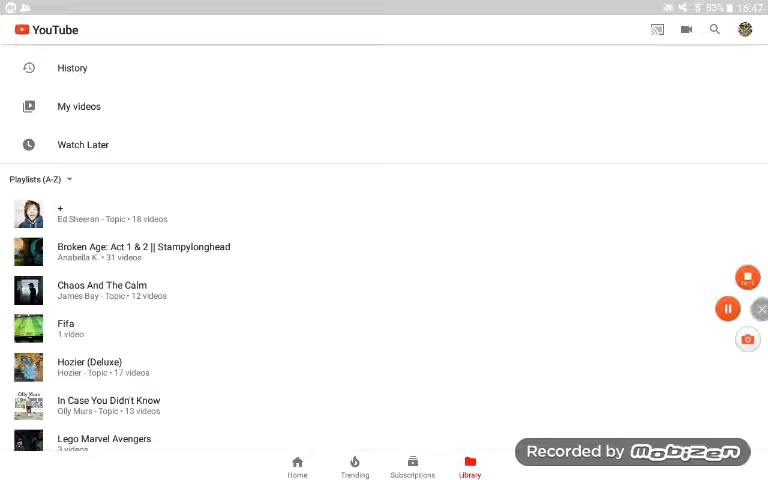 53% 16:47
YouTube
History
My videos
Watch Later
Playlists (A-Z)
+
Ed Sheeran - Topic • 18 videos
Broken Age: Act 1 & 2 || Stampylonghead
Anabella K. • 31 videos
Chaos And The Calm
James Bay - Topic • 12 videos
Fifa
1 video
Hozier (Deluxe)
Hozier - Topic • 17 videos
In Case You Didn't Know
Olly Murs - Topic • 13 videos
Lego Marvel Avengers
3 videos
Home
Trending
Subscriptions
Library
Recorded by Mobizen